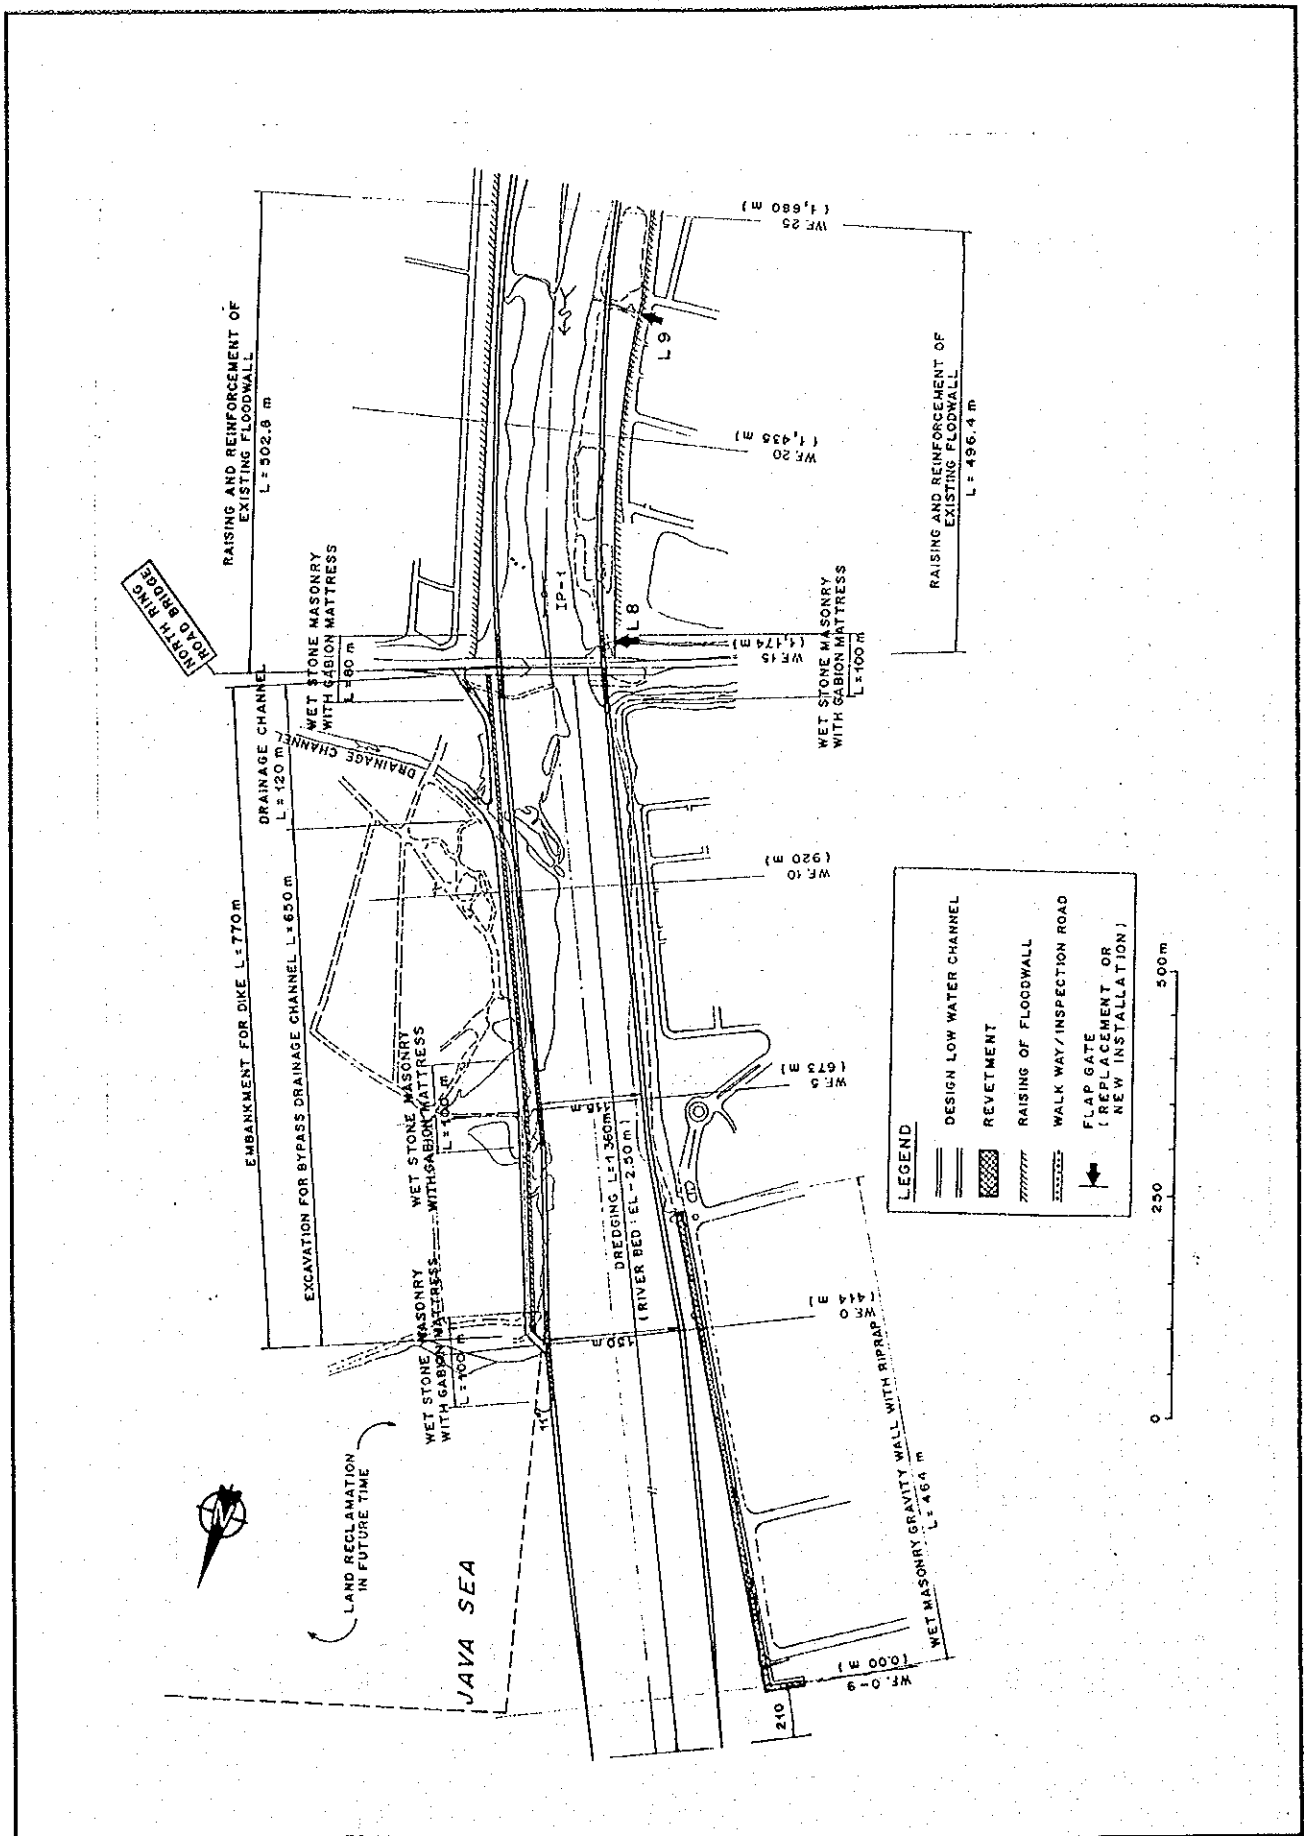 RAISING AND REINFORCEMENT OF
EXISTING FLOODWALL
L = 502.8 m
NORTH RING
ROAD BRIDGE
WET STONE MASONRY
WITH GABION MATTRESS
L = 80 m
DRAINAGE CHANNEL
L = 120 m
DRAINAGE CHANNEL
EMBANKMENT FOR DIKE L = 770 m
EXCAVATION FOR BYPASS DRAINAGE CHANNEL L = 650 m
WET STONE MASONRY
WITH GABION MATTRESS
L = 100 m
WET STONE MASONRY
WITH GABION MATTRESS
L = 100 m
LAND RECLAMATION
IN FUTURE TIME
JAVA SEA
11
IP-1
L 9
L 8
WF. 25
( 1,680 m )
WF. 20
( 1,435 m )
WF. 15
( 1,174 m )
WF. 10
( 920 m )
WF. 5
( 673 m )
WF. 0
( 414 m )
WF. 0-9
( 0.00 m )
115 m
150 m
DREDGING L = 1 360 m
( RIVER BED : EL - 2.50 m )
WET STONE MASONRY
WITH GABION MATTRESS
L = 100 m
RAISING AND REINFORCEMENT OF
EXISTING FLODWALL
L = 496.4 m
WET MASONRY GRAVITY WALL WITH RIPRAP
L = 464 m
210
LEGEND
DESIGN LOW WATER CHANNEL
REVETMENT
RAISING OF FLOODWALL
WALK WAY/INSPECTION ROAD
FLAP GATE
( REPLACEMENT OR
NEW INSTALLATION )
0 250 500 m